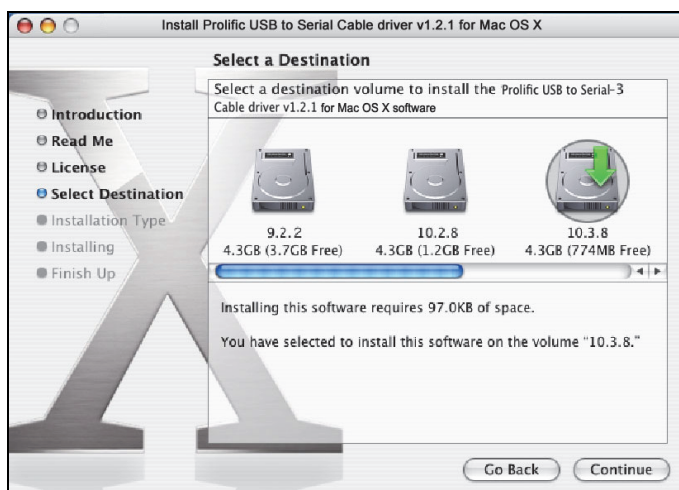 Install Prolific USB to Serial Cable driver v1.2.1 for Mac OS X
Select a Destination
Select a destination volume to install the Prolific USB to Serial-3
Cable driver v1.2.1 for Mac OS X software
Introduction
Read Me
License
Select Destination
Installation Type
Installing
Finish Up
9.2.2
4.3GB (3.7GB Free)
10.2.8
4.3GB (1.2GB Free)
10.3.8
4.3GB (774MB Free)
Installing this software requires 97.0KB of space.
You have selected to install this software on the volume “10.3.8.”
Go Back
Continue